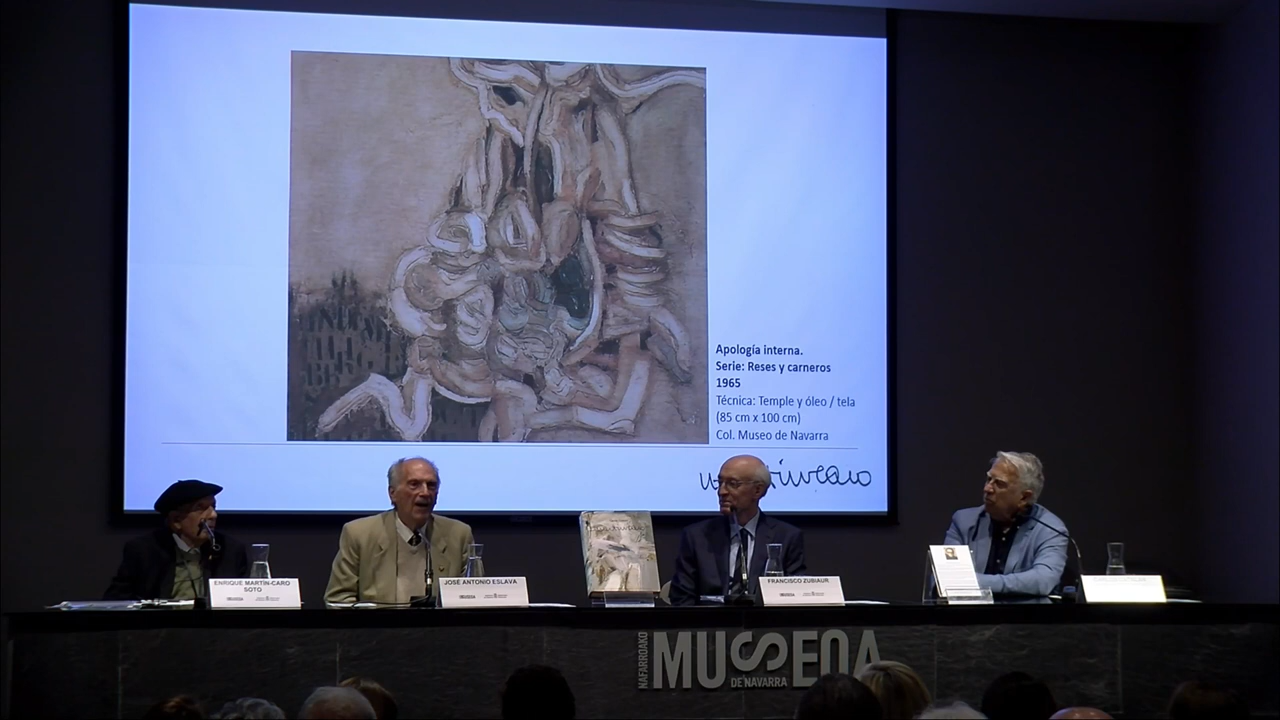 Apología interna.
Serie: Reses y carneros
1965
Técnica: Temple y óleo / tela
(85 cm x 100 cm)
Col. Museo de Navarra
ENRIQUE MARTÍN-CARO
SOTO
JOSÉ ANTONIO ESLAVA
FRANCISCO ZUBIAUR
NAFARROAKO
MUSEOA
DE NAVARRA